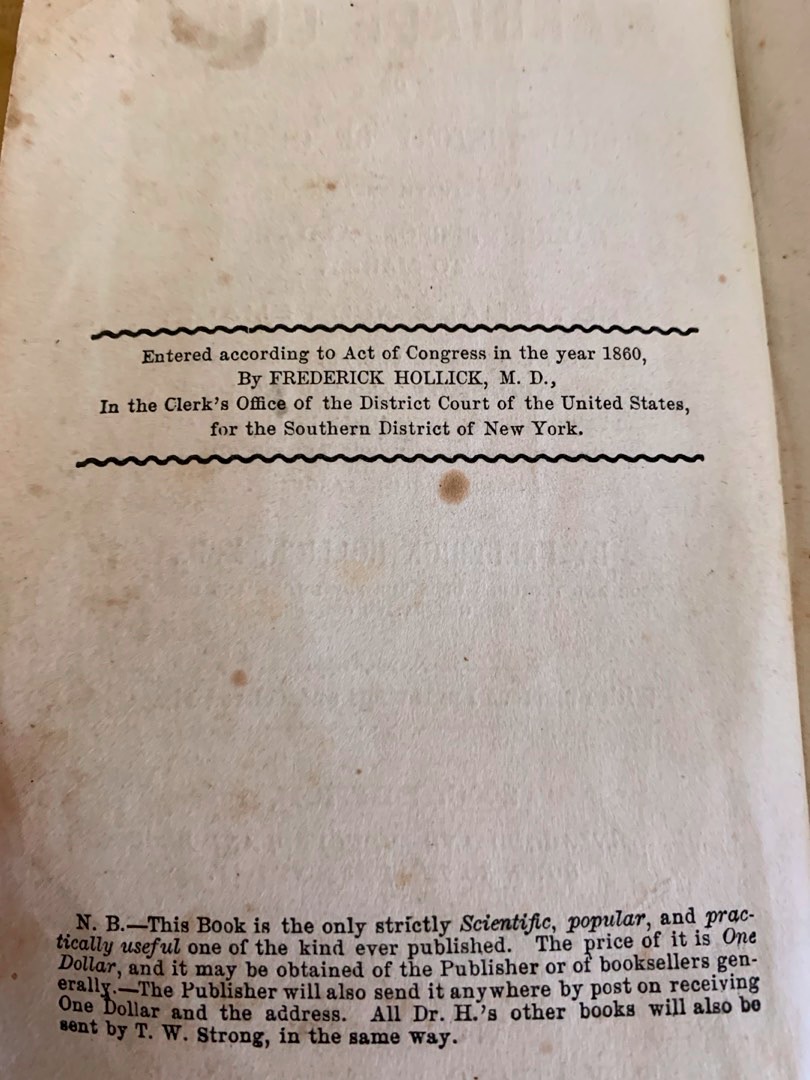 Entered according to Act of Congress in the year 1860,
By FREDERICK HOLLICK, M. D.,
In the Clerk's Office of the District Court of the United States,
for the Southern District of New York.
N. B.—This Book is the only strictly Scientific, popular, and prac-
tically useful one of the kind ever published. The price of it is One
Dollar, and it may be obtained of the Publisher or of booksellers gen-
erally.—The Publisher will also send it anywhere by post on receiving
One Dollar and the address. All Dr. H.'s other books will also be
sent by T. W. Strong, in the same way.